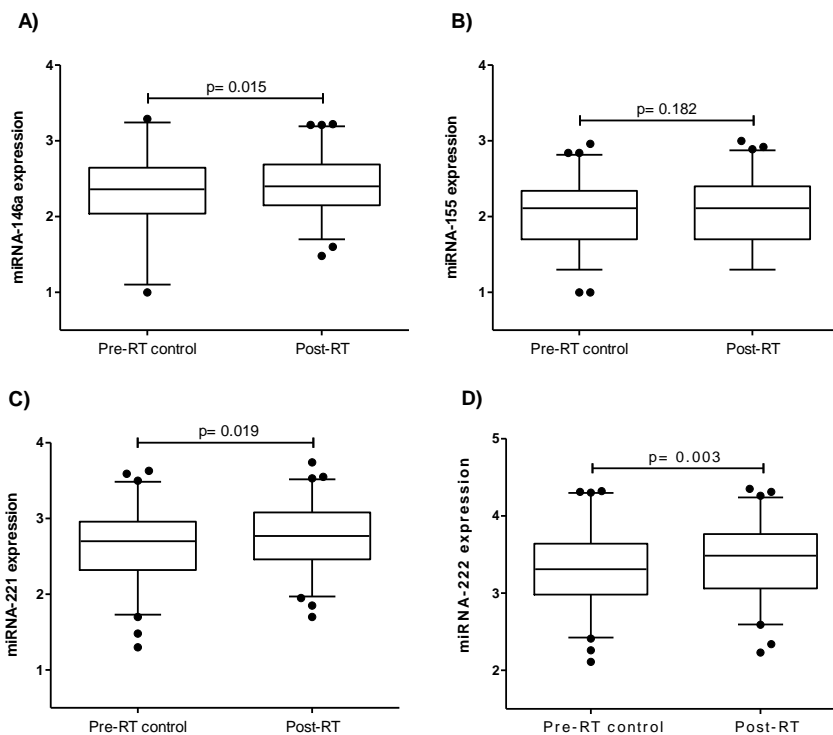 A)
4
3
2
1
miRNA-146a expression
p= 0.015
Pre-RT control
Post-RT
B)
4
3
2
1
miRNA-155 expression
p= 0.182
Pre-RT control
Post-RT
C)
4
3
2
1
miRNA-221 expression
p= 0.019
Pre-RT control
Post-RT
D)
5
4
3
2
miRNA-222 expression
p= 0.003
Pre-RT control
Post-RT